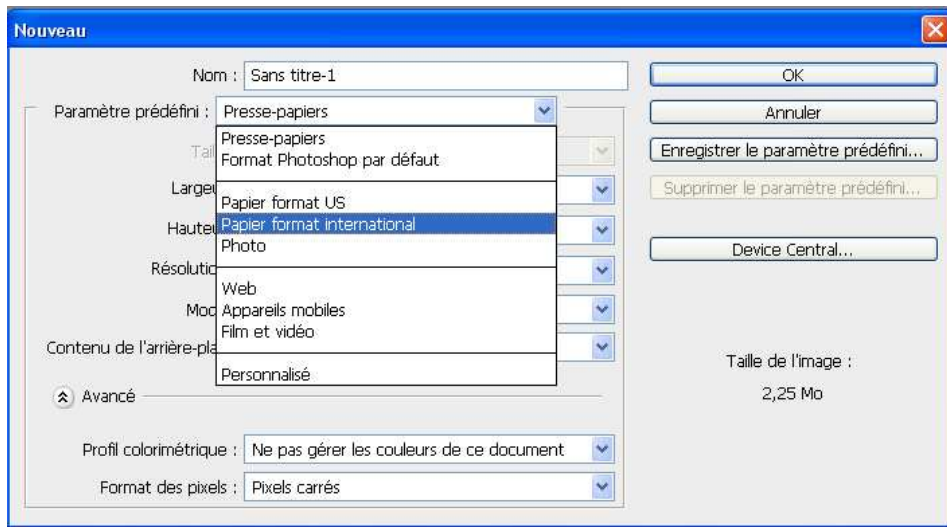 Nouveau
Nom : Sans titre-1
OK
Paramètre prédéfini : Presse-papiers
Annuler
Presse-papiers
Format Photoshop par défaut
Enregistrer le paramètre prédéfini...
Supprimer le paramètre prédéfini...
Papier format US
Papier format international
Photo
Device Central...
Web
Appareils mobiles
Film et vidéo
Personnalisé
Taille de l'image :
2,25 Mo
Avancé
Profil colorimétrique : Ne pas gérer les couleurs de ce document
Format des pixels : Pixels carrés